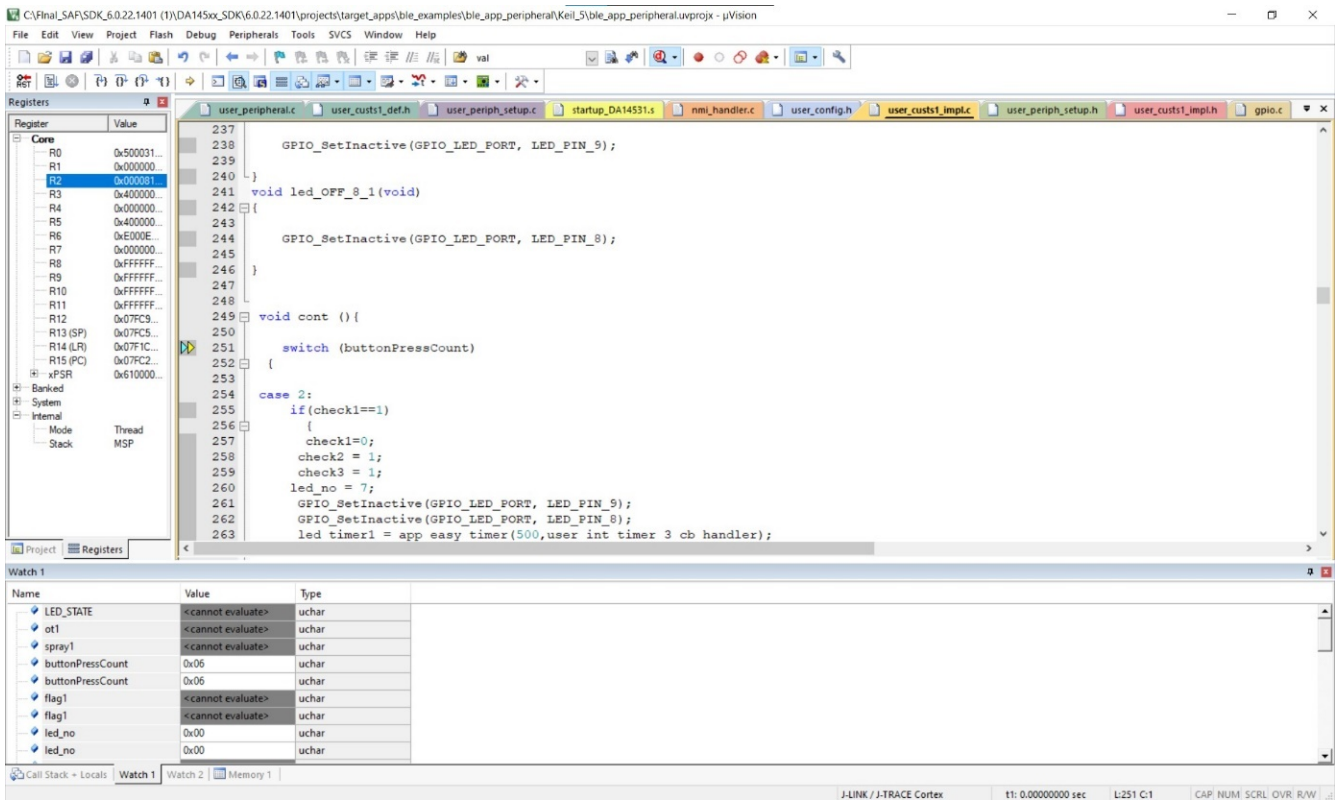 C:\FInal_SAF\SDK_6.0.22.1401 (1)\DA145xx_SDK\6.0.22.1401\projects\target_apps\ble_examples\ble_app_peripheral\Keil_5\ble_app_peripheral.uvprojx - µVision
File Edit View Project Flash Debug Peripherals Tools SVCS Window Help
val
RST
Registers
user_peripheral.c user_custs1_def.h user_periph_setup.c startup_DA14531.s nmi_handler.c user_config.h user_custs1_impl.c user_periph_setup.h user_custs1_impl.h gpio.c
Register Value
Core
R0 0x500031...
R1 0x000000...
R2 0x000081...
R3 0x400000...
R4 0x000000...
R5 0x400000...
R6 0xE000E...
R7 0x000000...
R8 0xFFFFFF...
R9 0xFFFFFF...
R10 0xFFFFFF...
R11 0xFFFFFF...
R12 0x07FC9...
R13 (SP) 0x07FC5...
R14 (LR) 0x07F1C...
R15 (PC) 0x07FC2...
xPSR 0x610000...
Banked
System
Internal
Mode Thread
Stack MSP
Project Registers
237
238 GPIO_SetInactive(GPIO_LED_PORT, LED_PIN_9);
239
240 }
241 void led_OFF_8_1(void)
242 {
243
244 GPIO_SetInactive(GPIO_LED_PORT, LED_PIN_8);
245
246 }
247
248
249 void cont (){
250
251 switch (buttonPressCount)
252 {
253
254 case 2:
255 if(check1==1)
256 {
257 check1=0;
258 check2 = 1;
259 check3 = 1;
260 led_no = 7;
261 GPIO_SetInactive(GPIO_LED_PORT, LED_PIN_9);
262 GPIO_SetInactive(GPIO_LED_PORT, LED_PIN_8);
263 led_timer1 = app_easy_timer(500,user_int_timer_3_cb_handler);
Watch 1
Name Value Type
LED_STATE <cannot evaluate> uchar
ot1 <cannot evaluate> uchar
spray1 <cannot evaluate> uchar
buttonPressCount 0x06 uchar
buttonPressCount 0x06 uchar
flag1 <cannot evaluate> uchar
flag1 <cannot evaluate> uchar
led_no 0x00 uchar
led_no 0x00 uchar
Call Stack + Locals Watch 1 Watch 2 Memory 1
J-LINK / J-TRACE Cortex t1: 0.00000000 sec L:251 C:1 CAP NUM SCRL OVR R/W